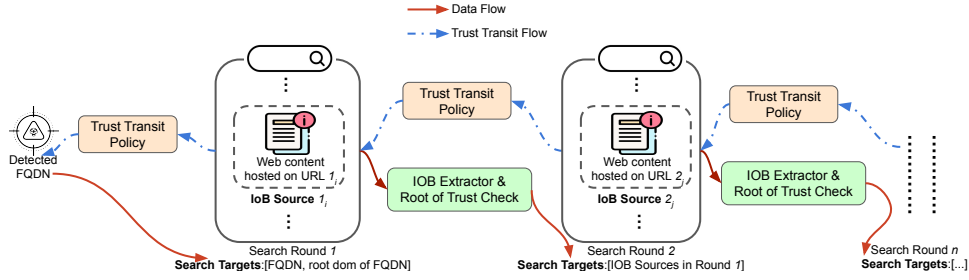 Data Flow
Trust Transit Flow
Detected
FQDN
Trust Transit
Policy
Web content
hosted on URL 1i
IoB Source 1i
Search Round 1
Search Targets:[FQDN, root dom of FQDN]
Trust Transit
Policy
IOB Extractor &
Root of Trust Check
Web content
hosted on URL 2j
IoB Source 2j
Search Round 2
Search Targets:[IOB Sources in Round 1]
Trust Transit
Policy
IOB Extractor &
Root of Trust Check
Search Round n
Search Targets:[...]